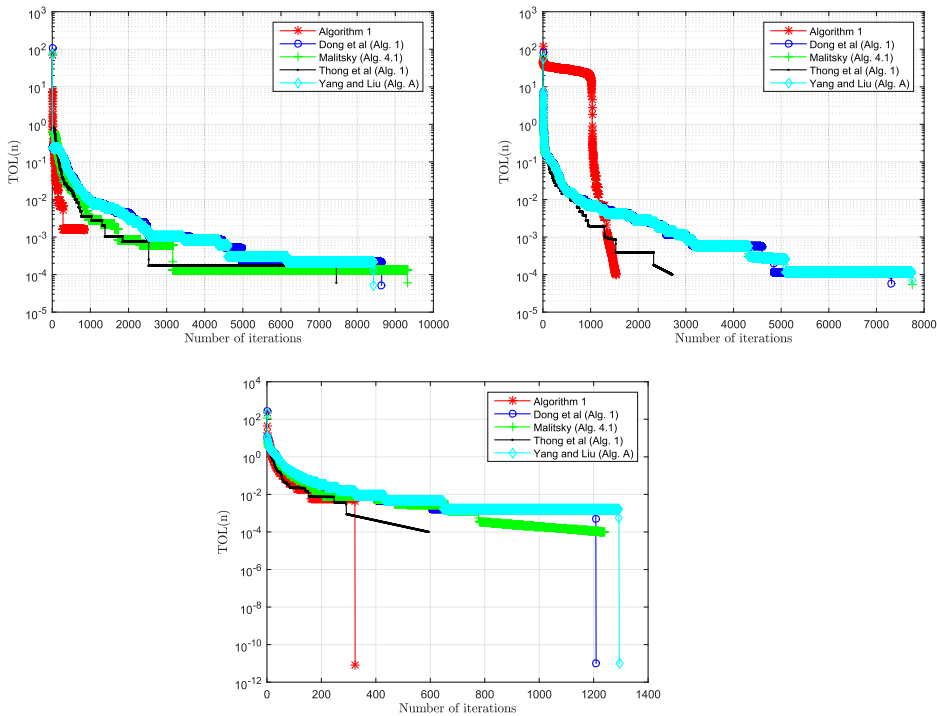 10^3
10^2
10^1
10^0
10^-1
10^-2
10^-3
10^-4
10^-5
TOL(n)
0 1000 2000 3000 4000 5000 6000 7000 8000 9000 10000
Number of iterations
Algorithm 1
Dong et al (Alg. 1)
Malitsky (Alg. 4.1)
Thong et al (Alg. 1)
Yang and Liu (Alg. A)
10^3
10^2
10^1
10^0
10^-1
10^-2
10^-3
10^-4
10^-5
TOL(n)
0 1000 2000 3000 4000 5000 6000 7000 8000
Number of iterations
Algorithm 1
Dong et al (Alg. 1)
Malitsky (Alg. 4.1)
Thong et al (Alg. 1)
Yang and Liu (Alg. A)
10^4
10^2
10^0
10^-2
10^-4
10^-6
10^-8
10^-10
10^-12
TOL(n)
0 200 400 600 800 1000 1200 1400
Number of iterations
Algorithm 1
Dong et al (Alg. 1)
Malitsky (Alg. 4.1)
Thong et al (Alg. 1)
Yang and Liu (Alg. A)